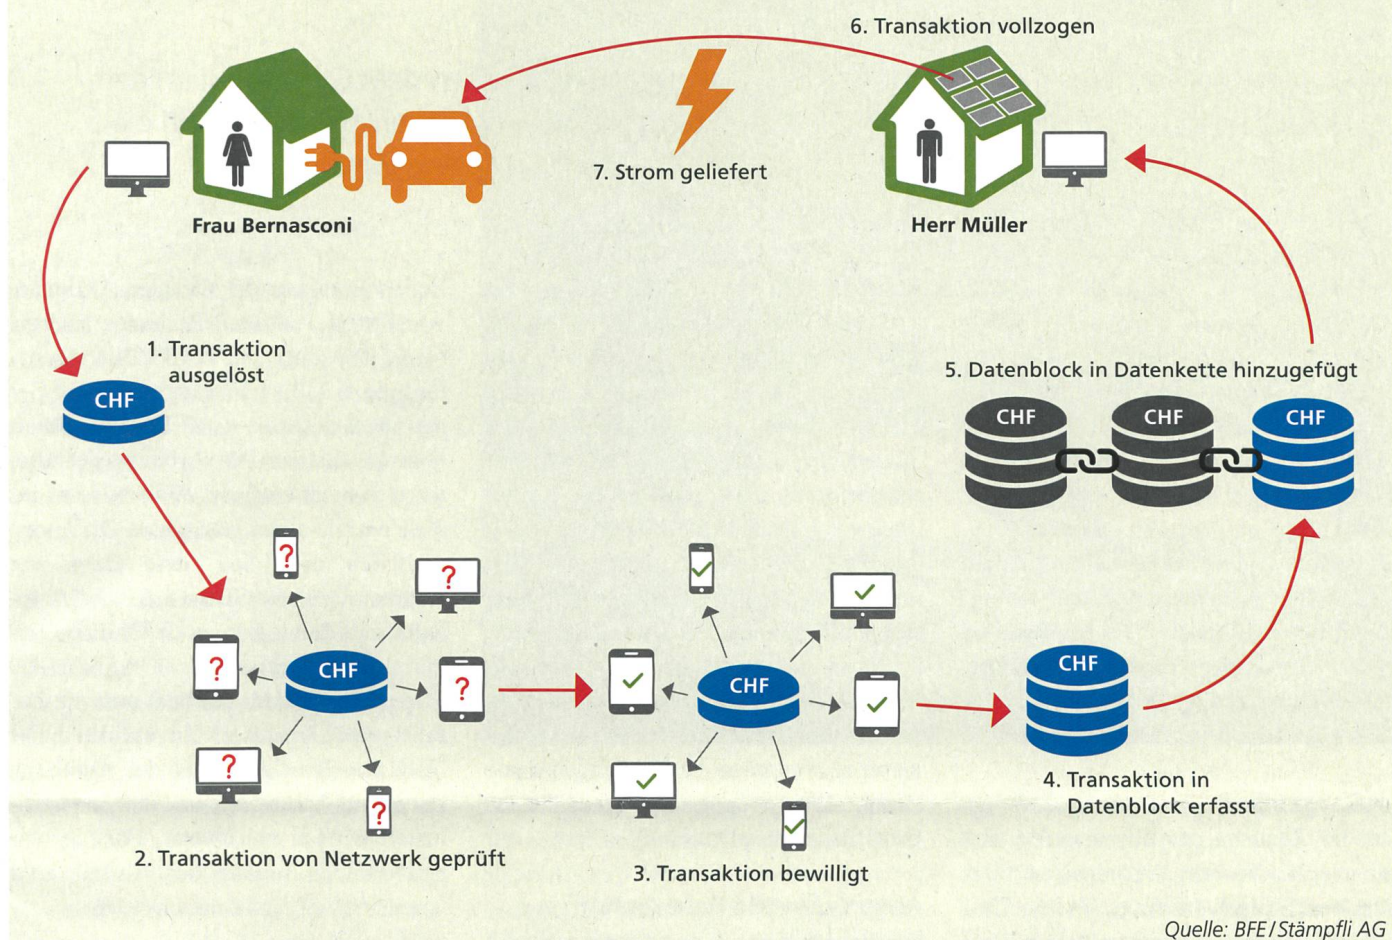 6. Transaktion vollzogen
7. Strom geliefert
Frau Bernasconi
Herr Müller
1. Transaktion
ausgelöst
CHF
5. Datenblock in Datenkette hinzugefügt
CHF
CHF
CHF
?
?
?
?
?
?
CHF
2. Transaktion von Netzwerk geprüft
CHF
3. Transaktion bewilligt
CHF
4. Transaktion in
Datenblock erfasst
Quelle: BFE/Stämpfli AG